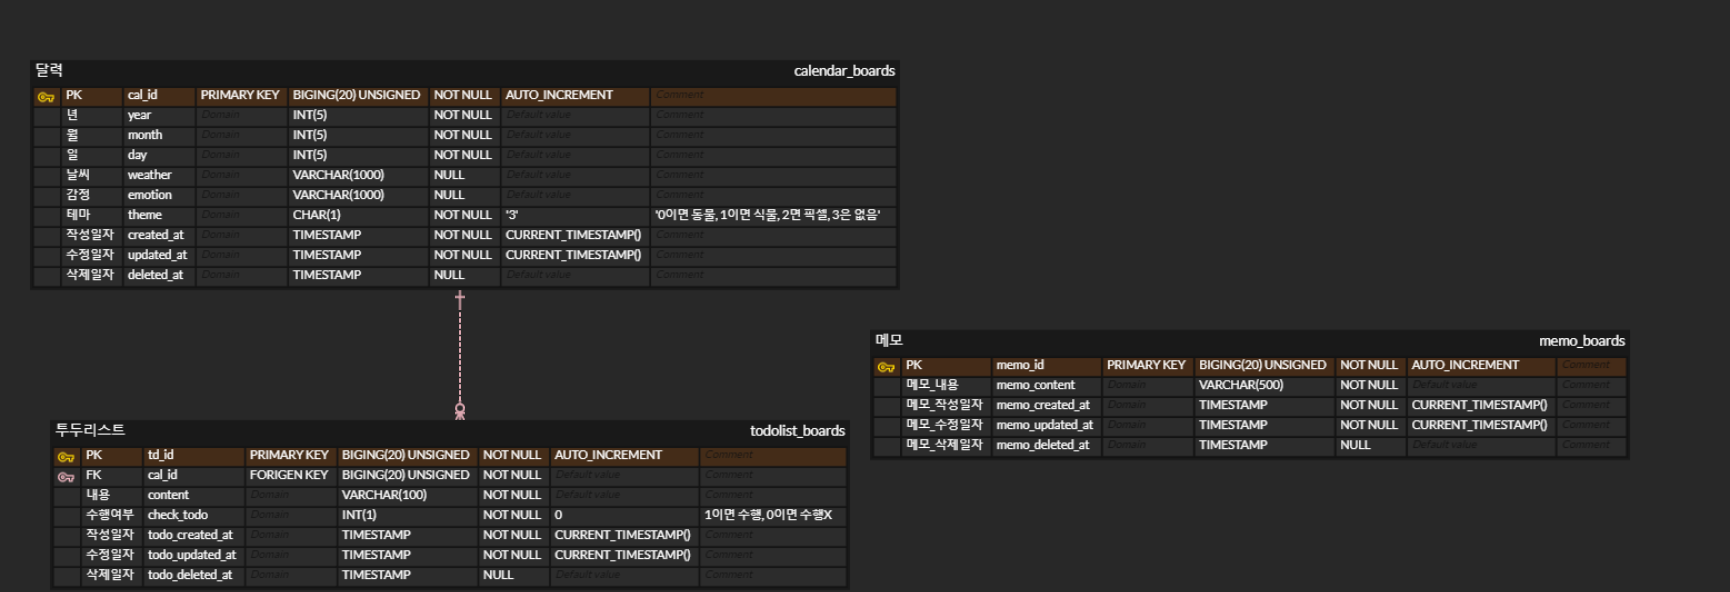 달력 calendar_boards
PK cal_id PRIMARY KEY BIGING(20) UNSIGNED NOT NULL AUTO_INCREMENT Comment
년 year Domain INT(5) NOT NULL Default value Comment
월 month Domain INT(5) NOT NULL Default value Comment
일 day Domain INT(5) NOT NULL Default value Comment
날씨 weather Domain VARCHAR(1000) NULL Default value Comment
감정 emotion Domain VARCHAR(1000) NULL Default value Comment
테마 theme Domain CHAR(1) NOT NULL '3' '0이면 동물, 1이면 식물, 2면 픽셀, 3은 없음'
작성일자 created_at Domain TIMESTAMP NOT NULL CURRENT_TIMESTAMP() Comment
수정일자 updated_at Domain TIMESTAMP NOT NULL CURRENT_TIMESTAMP() Comment
삭제일자 deleted_at Domain TIMESTAMP NULL Default value Comment
메모 memo_boards
PK memo_id PRIMARY KEY BIGING(20) UNSIGNED NOT NULL AUTO_INCREMENT Comment
메모_내용 memo_content Domain VARCHAR(500) NOT NULL Default value Comment
메모_작성일자 memo_created_at Domain TIMESTAMP NOT NULL CURRENT_TIMESTAMP() Comment
메모_수정일자 memo_updated_at Domain TIMESTAMP NOT NULL CURRENT_TIMESTAMP() Comment
메모_삭제일자 memo_deleted_at Domain TIMESTAMP NULL Default value Comment
투두리스트 todolist_boards
PK td_id PRIMARY KEY BIGING(20) UNSIGNED NOT NULL AUTO_INCREMENT Comment
FK cal_id FORIGEN KEY BIGING(20) UNSIGNED NOT NULL Default value Comment
내용 content Domain VARCHAR(100) NOT NULL Default value Comment
수행여부 check_todo Domain INT(1) NOT NULL 0 1이면 수행, 0이면 수행X
작성일자 todo_created_at Domain TIMESTAMP NOT NULL CURRENT_TIMESTAMP() Comment
수정일자 todo_updated_at Domain TIMESTAMP NOT NULL CURRENT_TIMESTAMP() Comment
삭제일자 todo_deleted_at Domain TIMESTAMP NULL Default value Comment